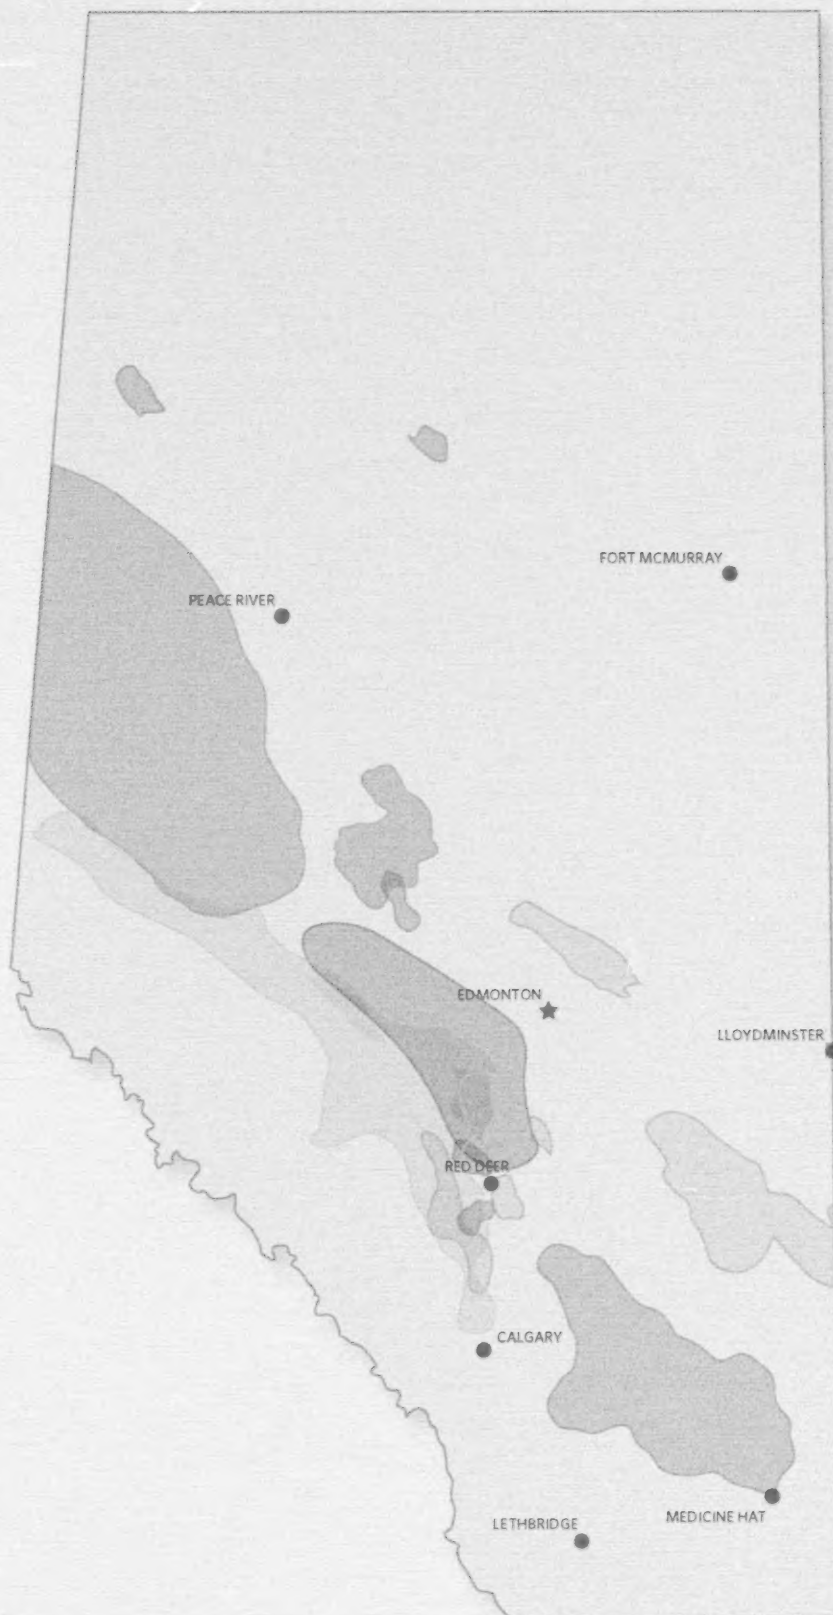 FORT MCMURRAY
PEACE RIVER
EDMONTON
LLOYDMINSTER
RED DEER
CALGARY
MEDICINE HAT
LETHBRIDGE